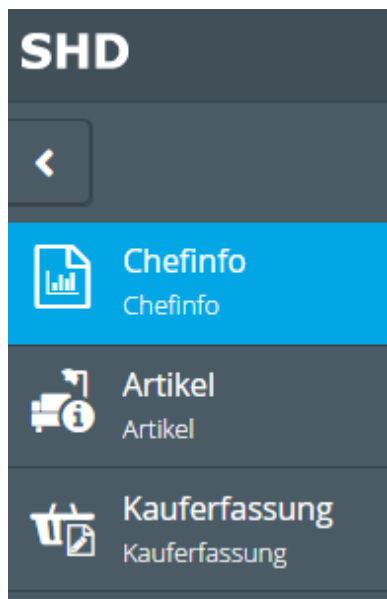 SHD
Chefinfo
Chefinfo
Artikel
Artikel
Kauferfassung
Kauferfassung